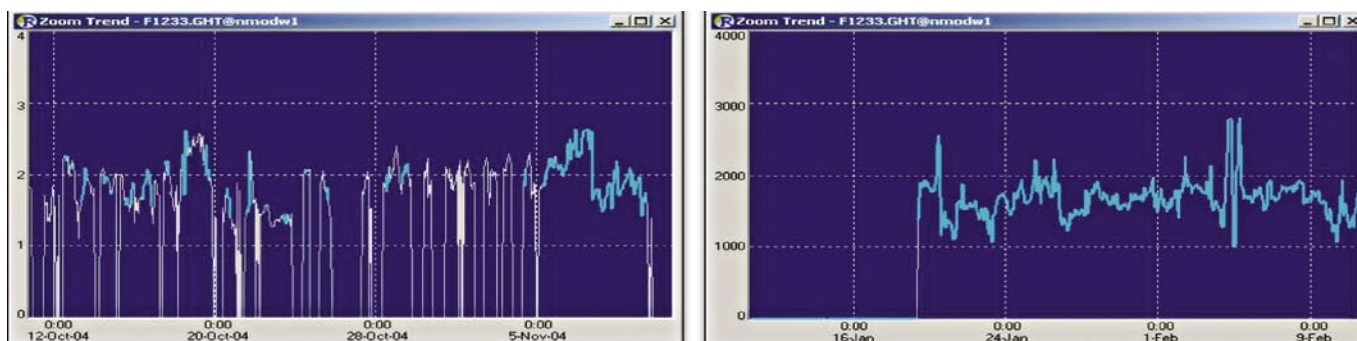 Zoom Trend - F1233.GHT@nmodw1
4
3
2
1
0
0:00 0:00 0:00 0:00
12-Oct-04 20-Oct-04 28-Oct-04 5-Nov-04
Zoom Trend - F1233.GHT@nmodw1
4000
3000
2000
1000
0
0:00 0:00 0:00 0:00
16-Jan 24-Jan 1-Feb 9-Feb